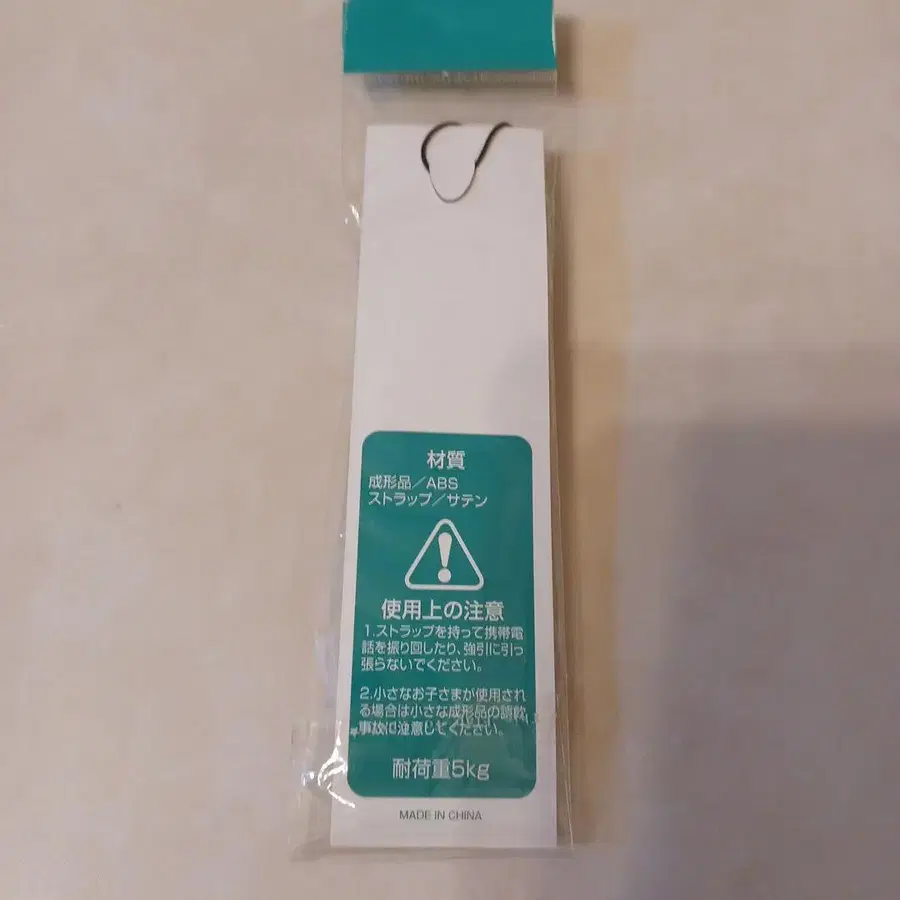 材質
成形品／ABS
ストラップ／サテン
使用上の注意
1.ストラップを持って携帯電
話を振り回したり、強引に引っ
張らないでください。
2.小さなお子さまが使用され
る場合は小さな成形品の誤飲
事故に注意してください。
耐荷重5kg
MADE IN CHINA